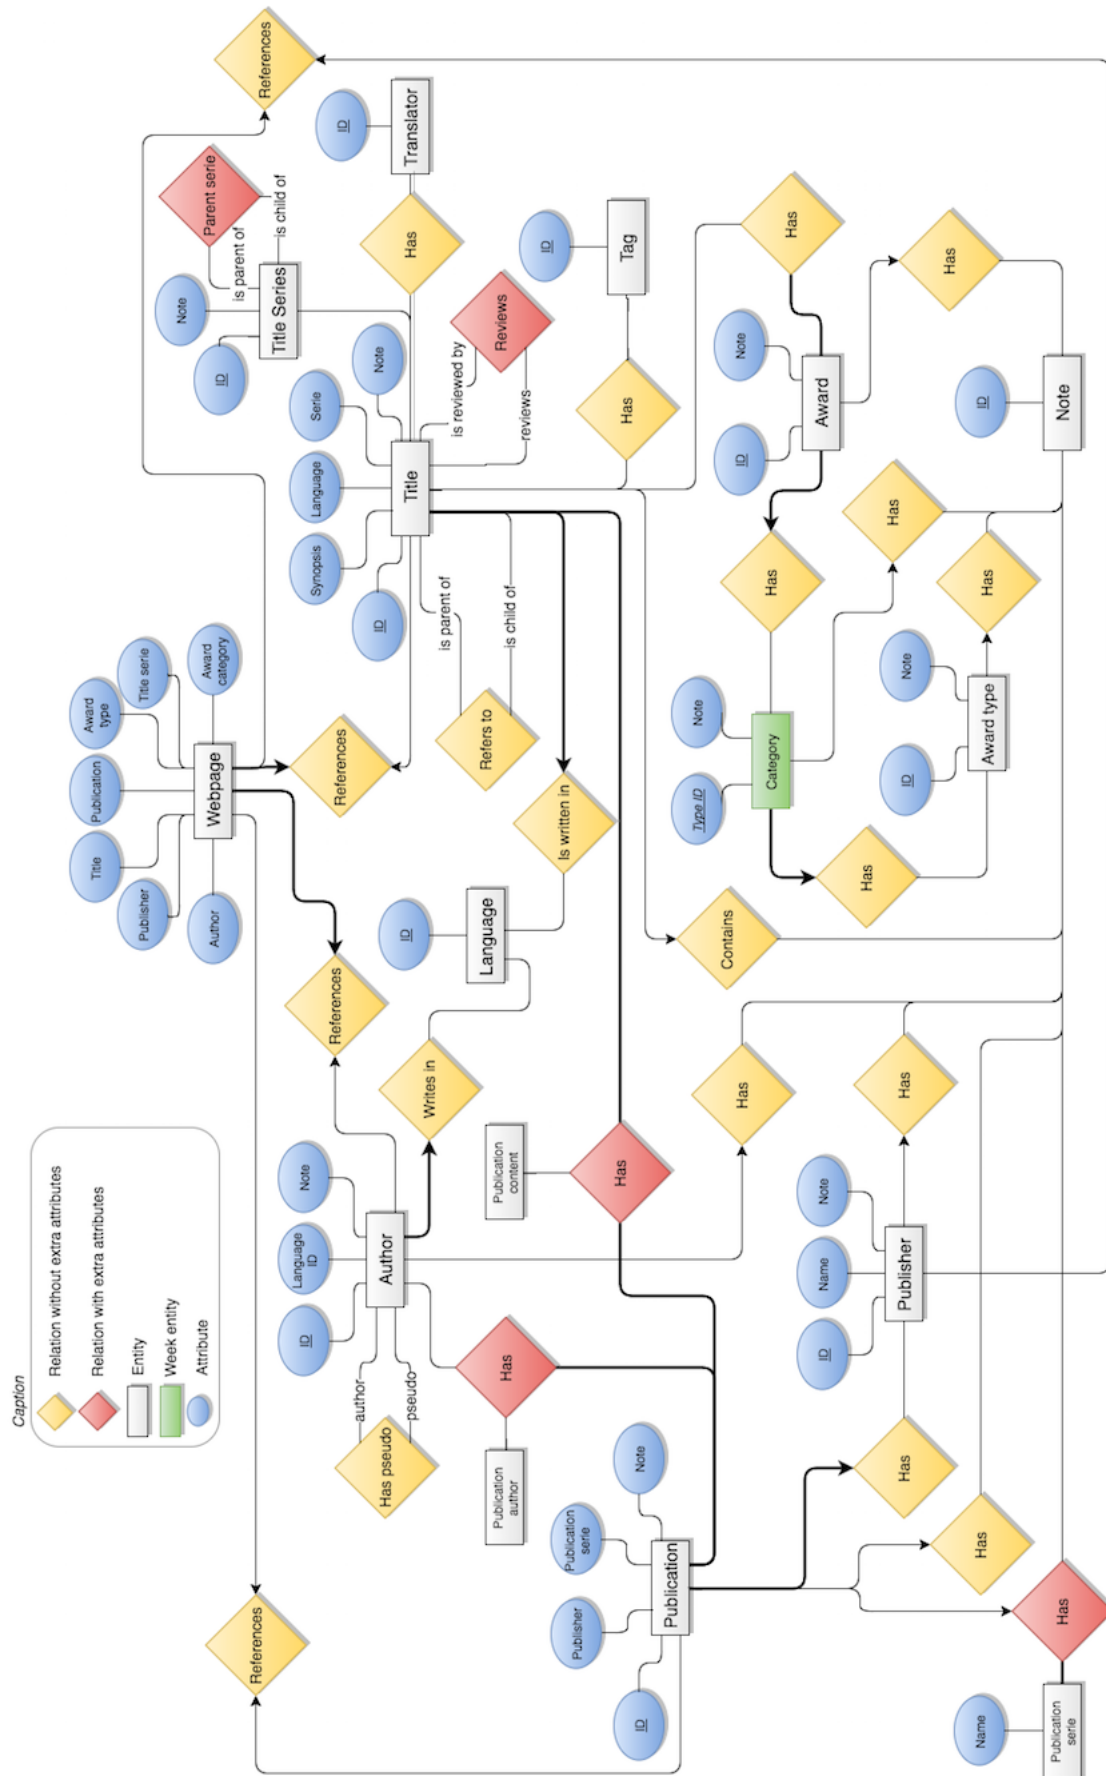 Caption
Relation without extra attributes
Relation with extra attributes
Entity
Week entity
Attribute
References
Publisher
Title
Publication
Award
type
Title serie
Author
Webpage
Award
category
References
Note
ID
Title Series
Parent serie
is parent of
is child of
ID
Language
ID
Note
Author
author
pseudo
Has pseudo
References
References
ID
Synopsis
Language
Serie
Note
Title
ID
Translator
Has
Writes in
ID
Language
is parent of
is child of
Refers to
is reviewed by
reviews
Reviews
Has
Publication
author
Publication
content
Has
Is written in
ID
Tag
Has
ID
Publisher
Publication
serie
Note
Publication
Has
Contains
Type ID
Note
Category
Has
ID
Note
Award
Has
ID
Name
Note
Publisher
Has
Has
Has
ID
Note
Award type
Has
Has
Has
Name
Publication
serie
Has
Has
ID
Note